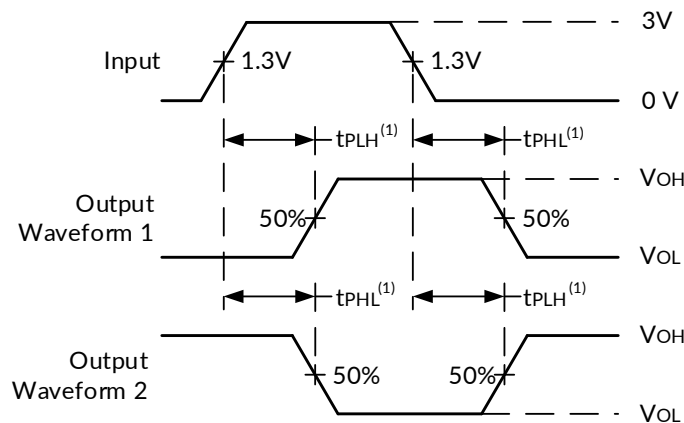 3V
Input
1.3V
1.3V
0 V
tPLH(1)
tPHL(1)
VOH
Output
Waveform 1
50%
50%
VOL
tPHL(1)
tPLH(1)
VOH
Output
Waveform 2
50%
50%
VOL